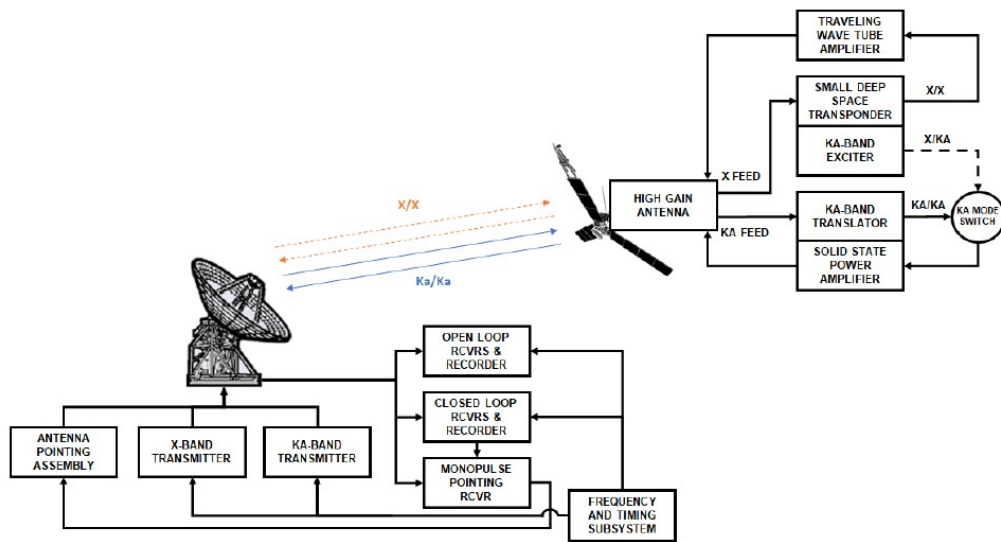 TRAVELING
WAVE TUBE
AMPLIFIER
SMALL DEEP
SPACE
TRANSPONDER
X/X
KA-BAND
EXCITER
X/KA
X FEED
HIGH GAIN
ANTENNA
KA FEED
KA-BAND
TRANSLATOR
KA/KA
KA MODE
SWITCH
SOLID STATE
POWER
AMPLIFIER
X/X
Ka/Ka
OPEN LOOP
RCVRS &
RECORDER
CLOSED LOOP
RCVRS &
RECORDER
ANTENNA
POINTING
ASSEMBLY
X-BAND
TRANSMITTER
KA-BAND
TRANSMITTER
MONOPULSE
POINTING
RCVR
FREQUENCY
AND TIMING
SUBSYSTEM